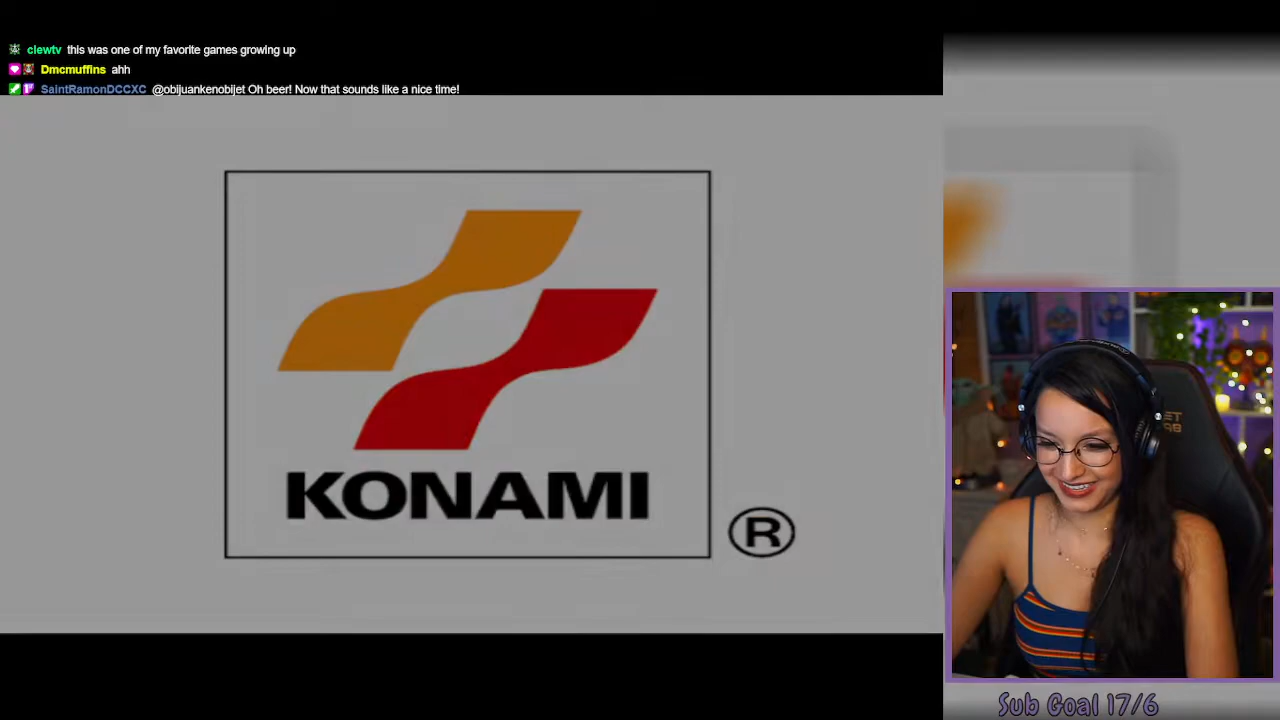 clewtv this was one of my favorite games growing up
Dmcmuffins ahh
SaintRamonDCCXC @obijuankenobijet Oh beer! Now that sounds like a nice time!
KONAMI
®
Sub Goal 17/6